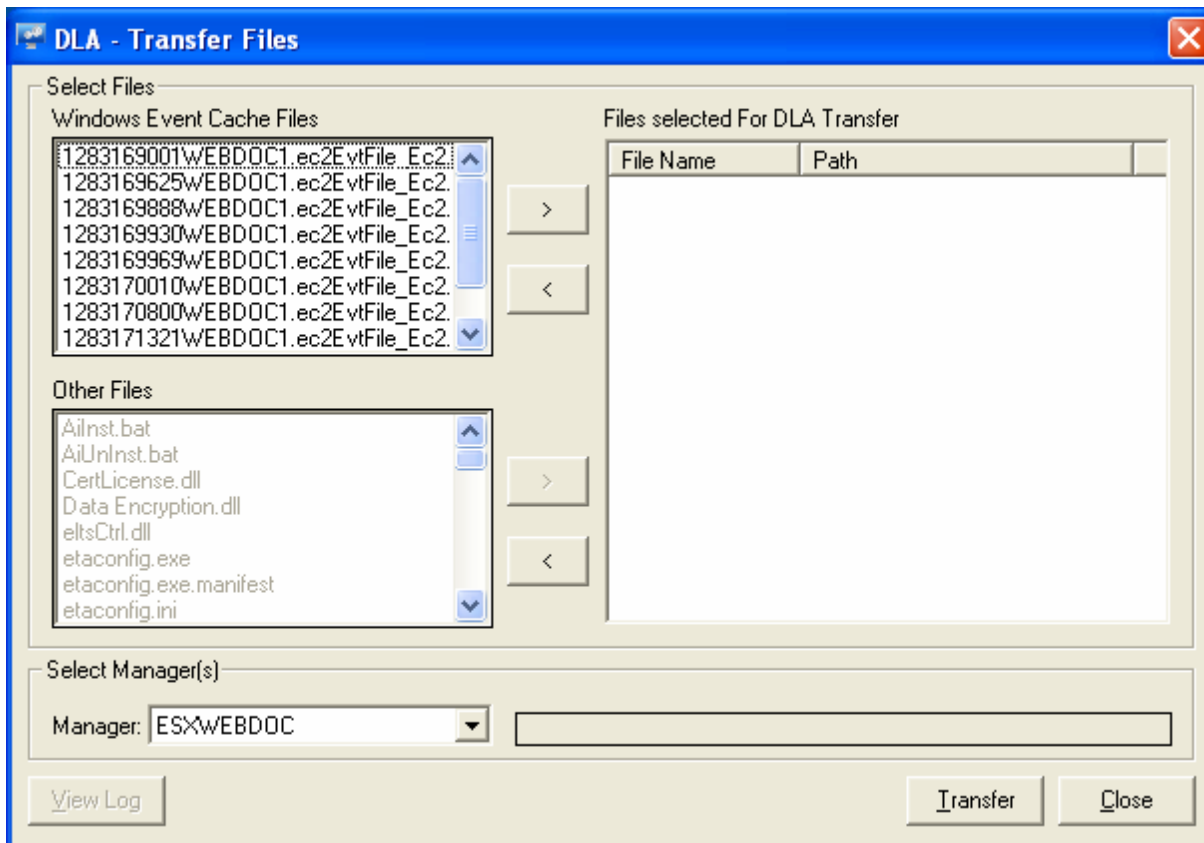 DLA - Transfer Files
Select Files
Windows Event Cache Files
1283169001WEBDOC1.ec2EvtFile_Ec2.
1283169625WEBDOC1.ec2EvtFile_Ec2.
1283169888WEBDOC1.ec2EvtFile_Ec2.
1283169930WEBDOC1.ec2EvtFile_Ec2.
1283169969WEBDOC1.ec2EvtFile_Ec2.
1283170010WEBDOC1.ec2EvtFile_Ec2.
1283170800WEBDOC1.ec2EvtFile_Ec2.
1283171321WEBDOC1.ec2EvtFile_Ec2.
>
<
Files selected For DLA Transfer
File Name Path
Other Files
AiInst.bat
AiUnInst.bat
CertLicense.dll
Data Encryption.dll
eltsCtrl.dll
etaconfig.exe
etaconfig.exe.manifest
etaconfig.ini
>
<
Select Manager(s)
Manager: ESXWEBDOC
View Log Transfer Close